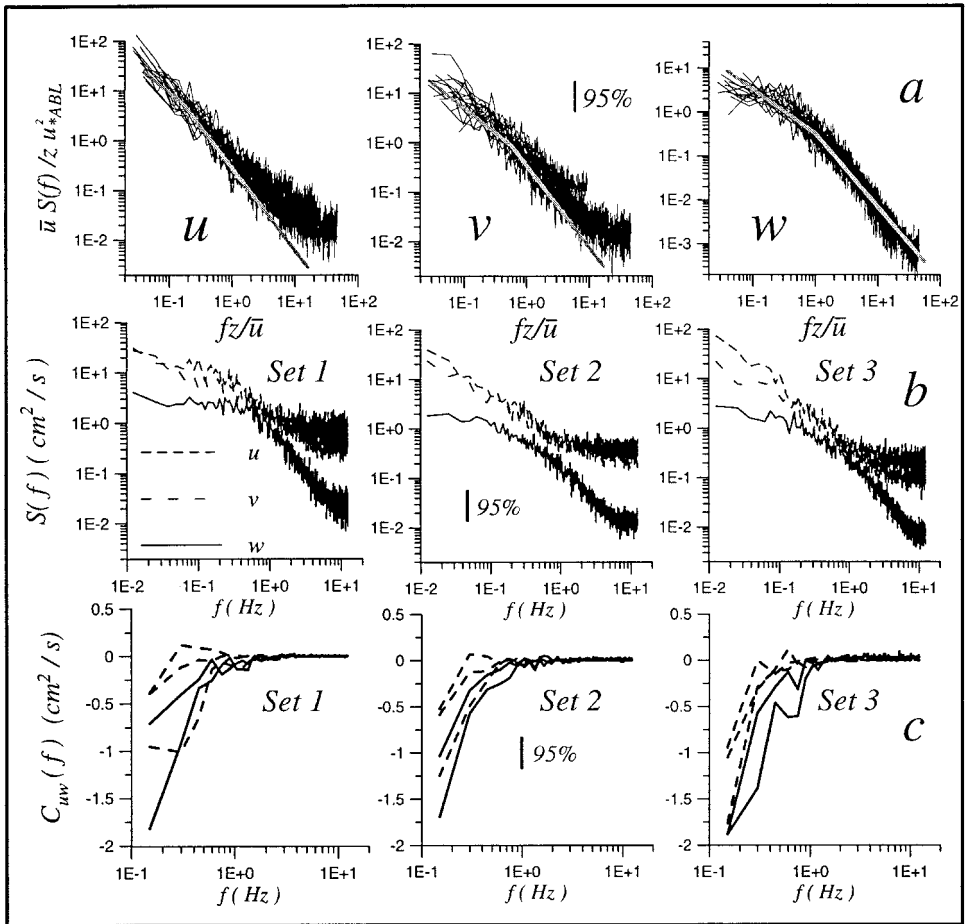 ū S(f) / z u²*ABL
1E+2
1E+1
1E+0
1E-1
1E-2
u
1E-1 1E+0 1E+1 1E+2
fz/ū
1E+2
1E+1
1E+0
1E-1
1E-2
95%
v
1E-1 1E+0 1E+1 1E+2
fz/ū
1E+1
1E+0
1E-1
1E-2
1E-3
a
w
1E-1 1E+0 1E+1 1E+2
fz/ū
S(f) (cm²/s)
1E+2
1E+1
1E+0
1E-1
1E-2
Set 1
u
v
w
1E-2 1E-1 1E+0 1E+1
f(Hz)
1E+2
1E+1
1E+0
1E-1
1E-2
Set 2
95%
1E-2 1E-1 1E+0 1E+1
f(Hz)
1E+2
1E+1
1E+0
1E-1
1E-2
Set 3
b
1E-2 1E-1 1E+0 1E+1
f(Hz)
C_uw(f) (cm²/s)
0.5
0
-0.5
-1
-1.5
-2
Set 1
1E-1 1E+0 1E+1
f(Hz)
0.5
0
-0.5
-1
-1.5
-2
Set 2
95%
1E-1 1E+0 1E+1
f(Hz)
0.5
0
-0.5
-1
-1.5
-2
Set 3
c
1E-1 1E+0 1E+1
f(Hz)